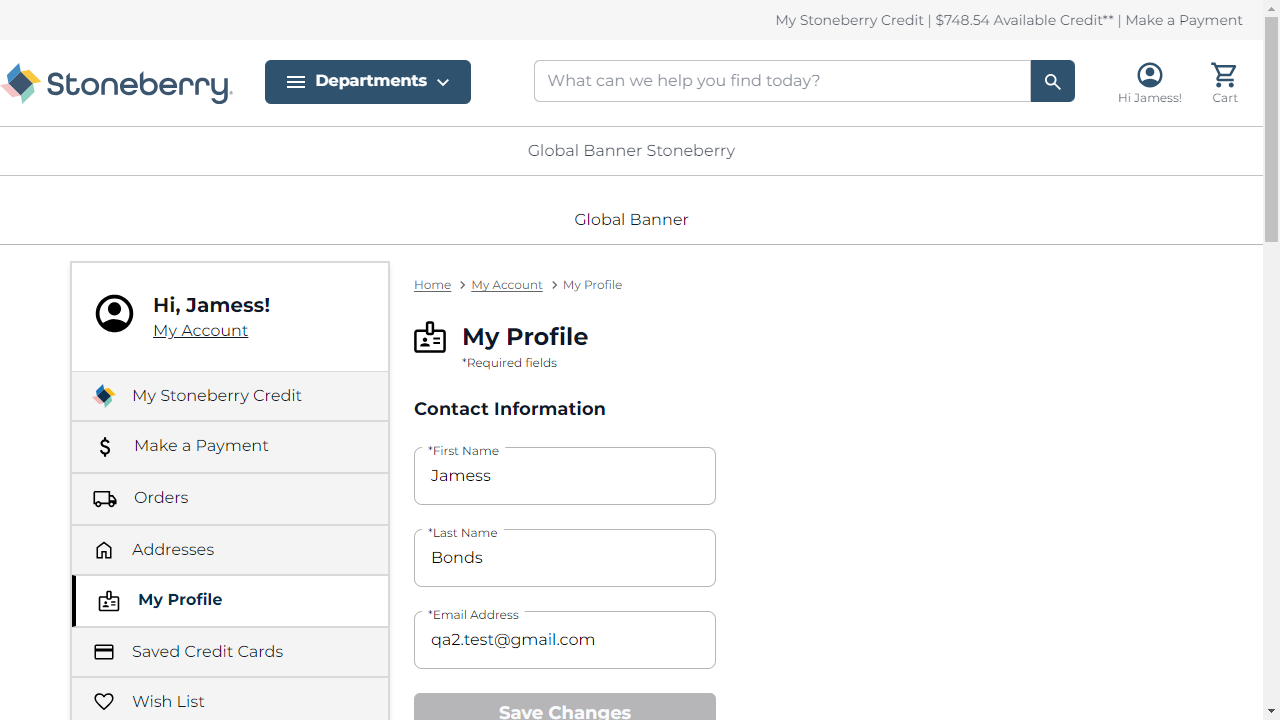 My Stoneberry Credit | $748.54 Available Credit** | Make a Payment
Stoneberry.
Departments
What can we help you find today?
Hi Jamess!
Cart
Global Banner Stoneberry
Global Banner
Hi, Jamess!
My Account
My Stoneberry Credit
Make a Payment
Orders
Addresses
My Profile
Saved Credit Cards
Wish List
Home > My Account > My Profile
My Profile
*Required fields
Contact Information
*First Name
Jamess
*Last Name
Bonds
*Email Address
qa2.test@gmail.com
Save Changes